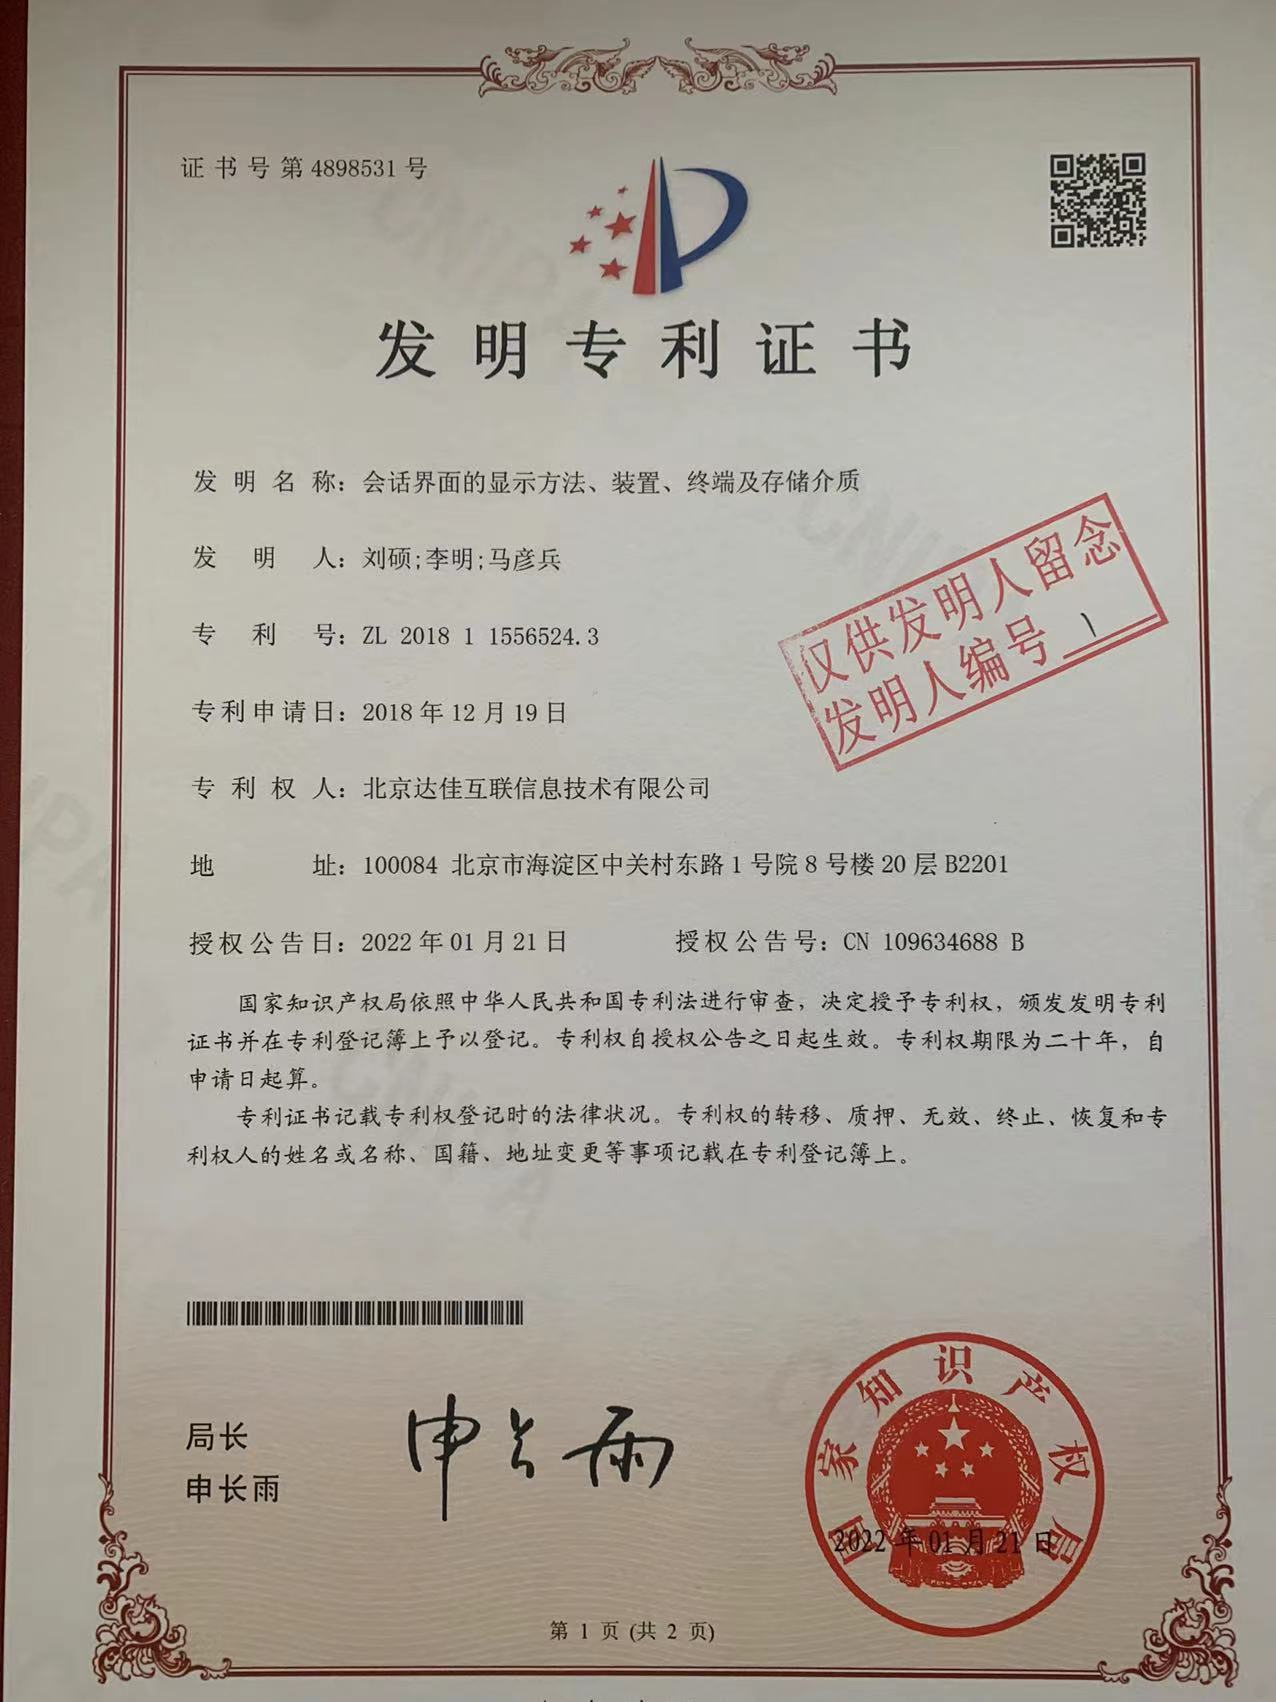 证书号第4898531号
发明专利证书
发明名称：会话界面的显示方法、装置、终端及存储介质
发明人：刘硕;李明;马彦兵
仅供发明人留念
发明人编号 1
专利号：ZL 2018 1 1556524.3
专利申请日：2018年12月19日
专利权人：北京达佳互联信息技术有限公司
地址：100084 北京市海淀区中关村东路1号院8号楼20层B2201
授权公告日：2022年01月21日 授权公告号：CN 109634688 B
国家知识产权局依照中华人民共和国专利法进行审查，决定授予专利权，颁发发明专利
证书并在专利登记簿上予以登记。专利权自授权公告之日起生效。专利权期限为二十年，自
申请日起算。
专利证书记载专利权登记时的法律状况。专利权的转移、质押、无效、终止、恢复和专
利权人的姓名或名称、国籍、地址变更等事项记载在专利登记簿上。
局长
申长雨
申长雨
国家知识产权局
2022年01月21日
第 1 页 (共 2 页)
CNIPA
CNIPA